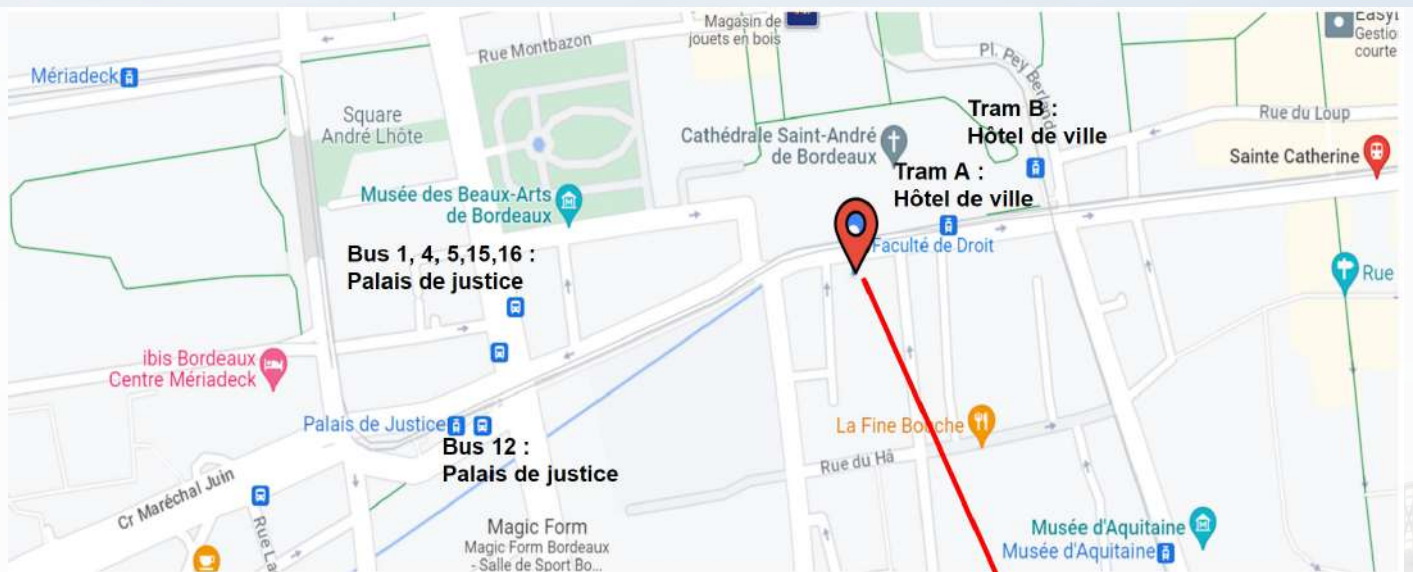 Magasin de
jouets en bois
Easyl
Gestio
courte
Rue Montbazon
Pl. Pey Berland
Mériadeck
Square
André Lhôte
Tram B :
Hôtel de ville
Rue du Loup
Cathédrale Saint-André
de Bordeaux
Sainte Catherine
Tram A :
Hôtel de ville
Musée des Beaux-Arts
de Bordeaux
Faculté de Droit
Bus 1, 4, 5,15,16 :
Palais de justice
Rue
ibis Bordeaux
Centre Mériadeck
Palais de Justice
La Fine Bouche
Bus 12 :
Palais de justice
Rue du Hâ
Cr Maréchal Juin
Rue La
Magic Form
Magic Form Bordeaux
- Salle de Sport Bo...
Musée d'Aquitaine
Musée d'Aquitaine